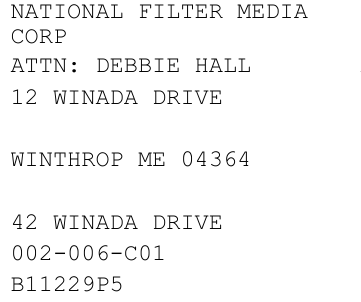 NATIONAL FILTER MEDIA
CORP
ATTN: DEBBIE HALL
12 WINADA DRIVE
WINTHROP ME 04364
42 WINADA DRIVE
002-006-C01
B11229P5